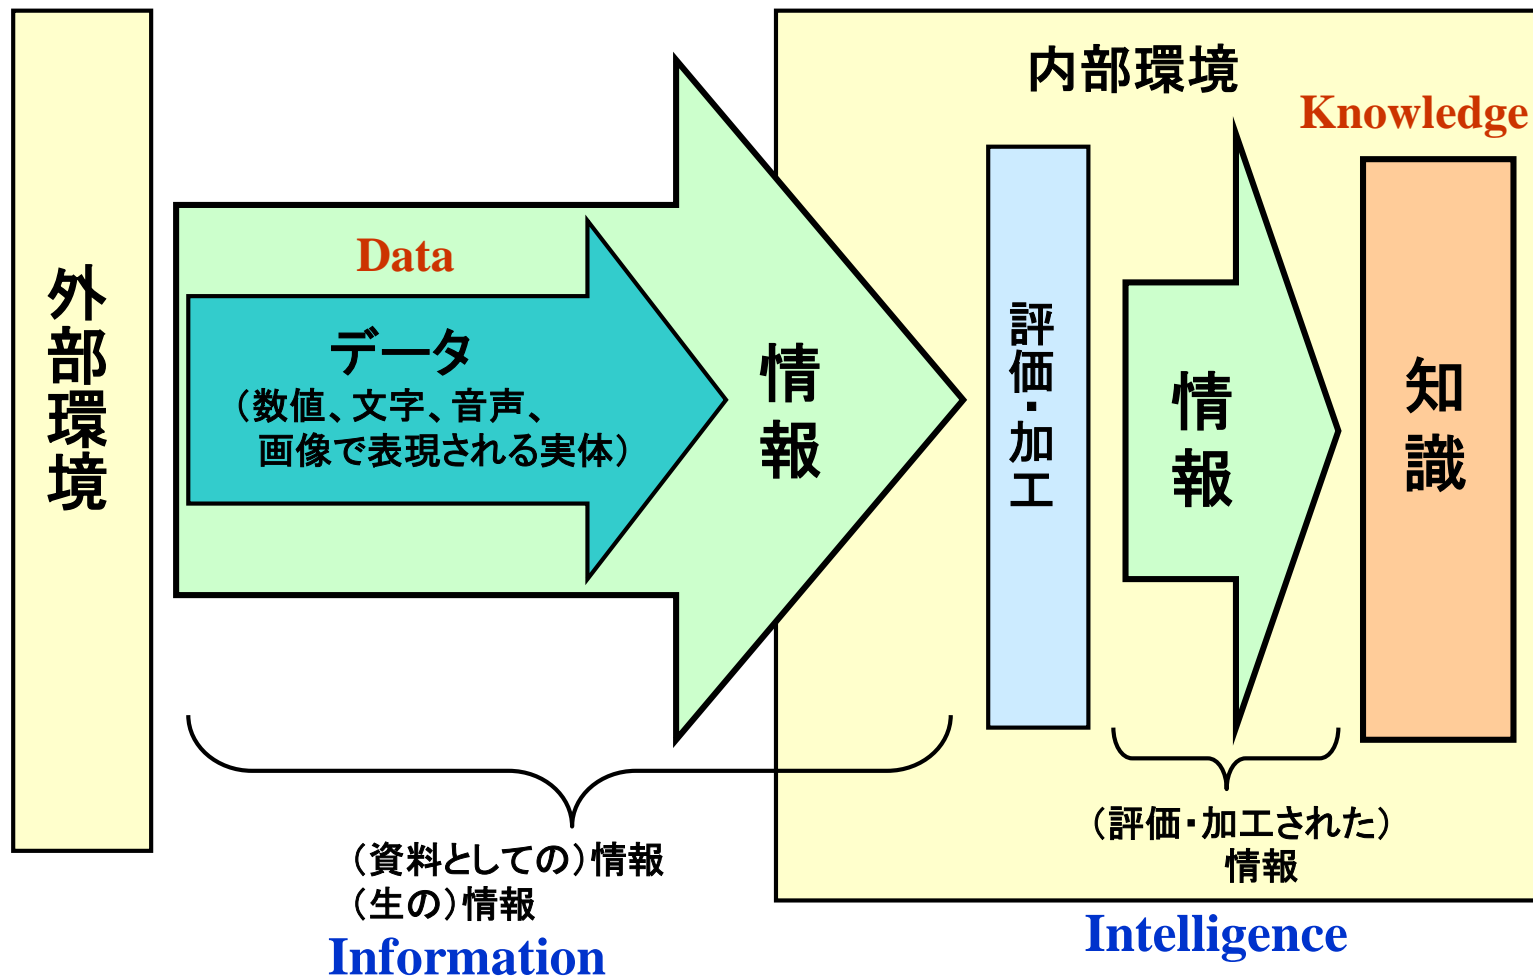 外部環境
Data
データ
（数値、文字、音声、
画像で表現される実体）
情報
内部環境
Knowledge
評価・加工
情報
知識
（資料としての）情報
（生の）情報
Information
（評価・加工された）
情報
Intelligence